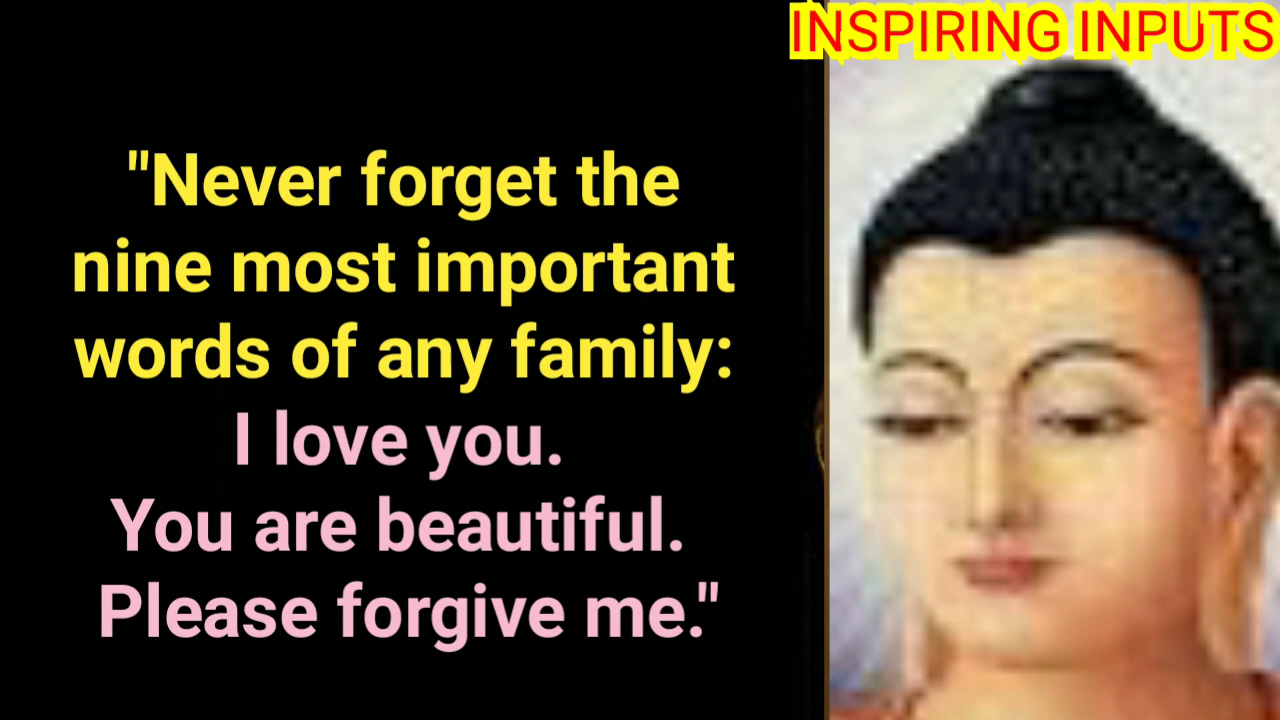 INSPIRING INPUTS
"Never forget the
nine most important
words of any family:
I love you.
You are beautiful.
Please forgive me."